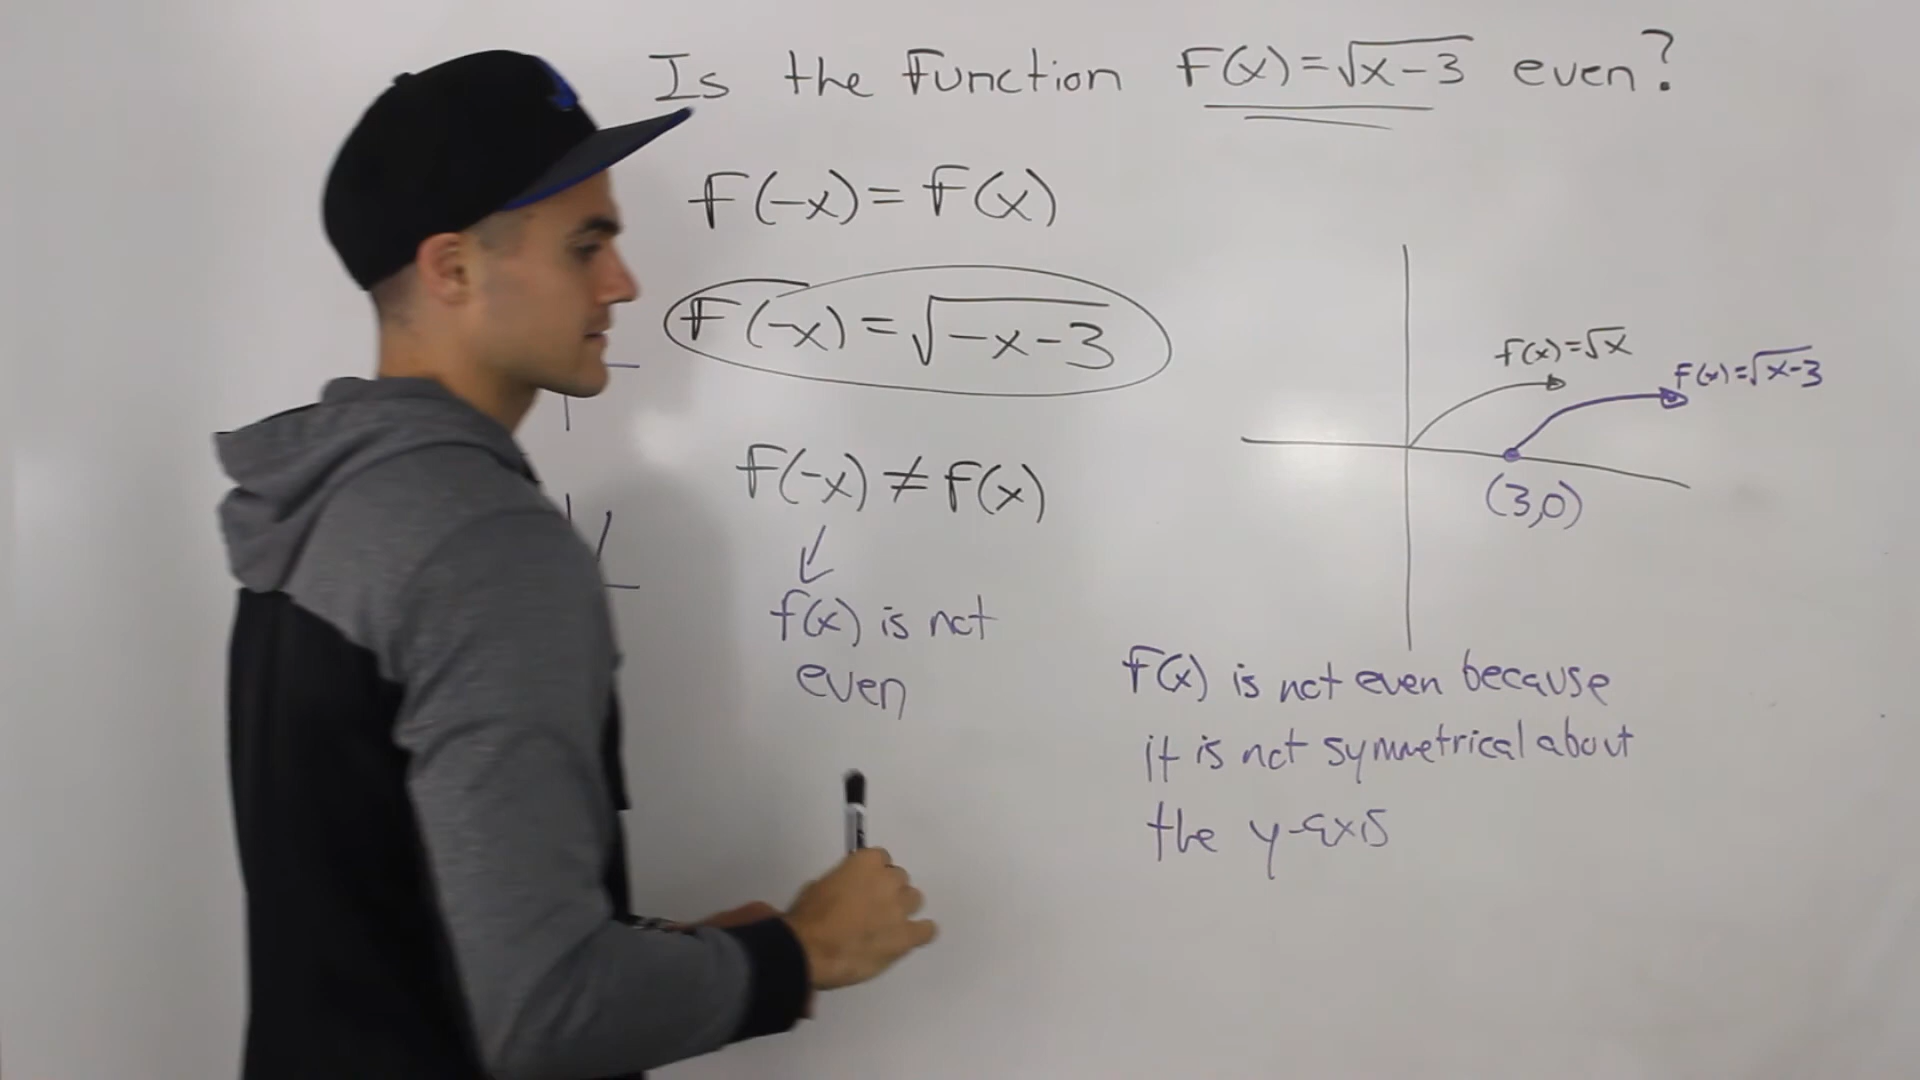 Is the function f(x)=√x-3 even?
f(-x)=f(x)
f(-x)=√-x-3
f(-x)≠f(x)
f(x) is not
even
f(x)=√x
f(x)=√x-3
(3,0)
f(x) is not even because
it is not symmetrical about
the y-axis